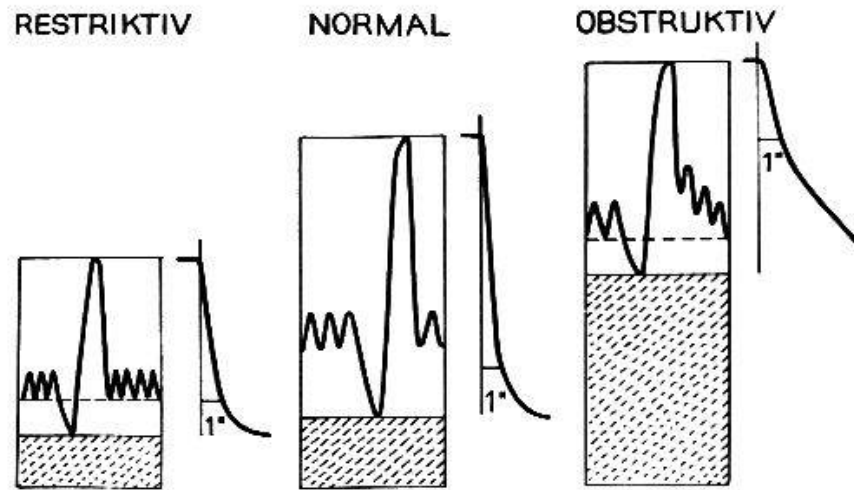 RESTRIKTIV
NORMAL
OBSTRUKTIV
1"
1"
1"